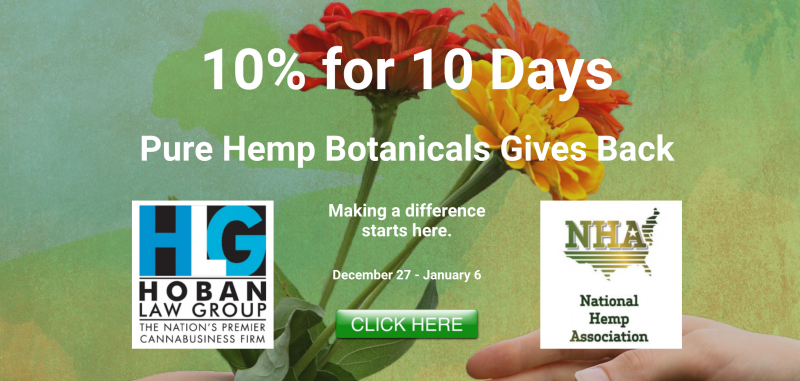 10% for 10 Days
Pure Hemp Botanicals Gives Back
HLG
HOBAN
LAW GROUP
THE NATION'S PREMIER
CANNABUSINESS FIRM
Making a difference
starts here.
December 27 - January 6
CLICK HERE
NHA
National
Hemp
Association